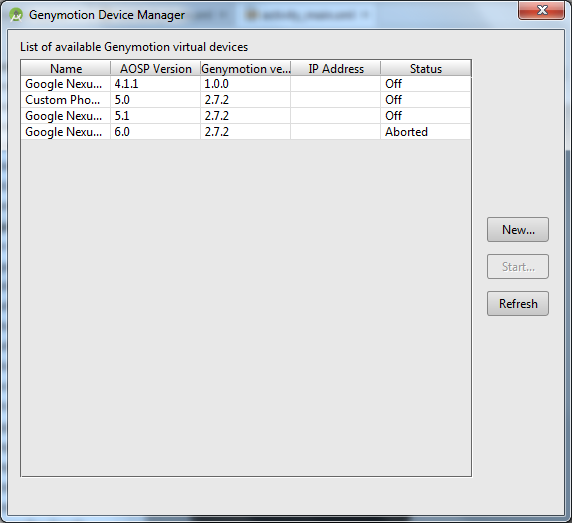 Genymotion Device Manager
List of available Genymotion virtual devices
Name AOSP Version Genymotion ve... IP Address Status
Google Nexu... 4.1.1 1.0.0 Off
Custom Pho... 5.0 2.7.2 Off
Google Nexu... 5.1 2.7.2 Off
Google Nexu... 6.0 2.7.2 Aborted
New...
Start...
Refresh